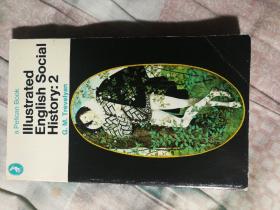 a Pelican Book
Illustrated
English Social
History: 2
G. M. Trevelyan